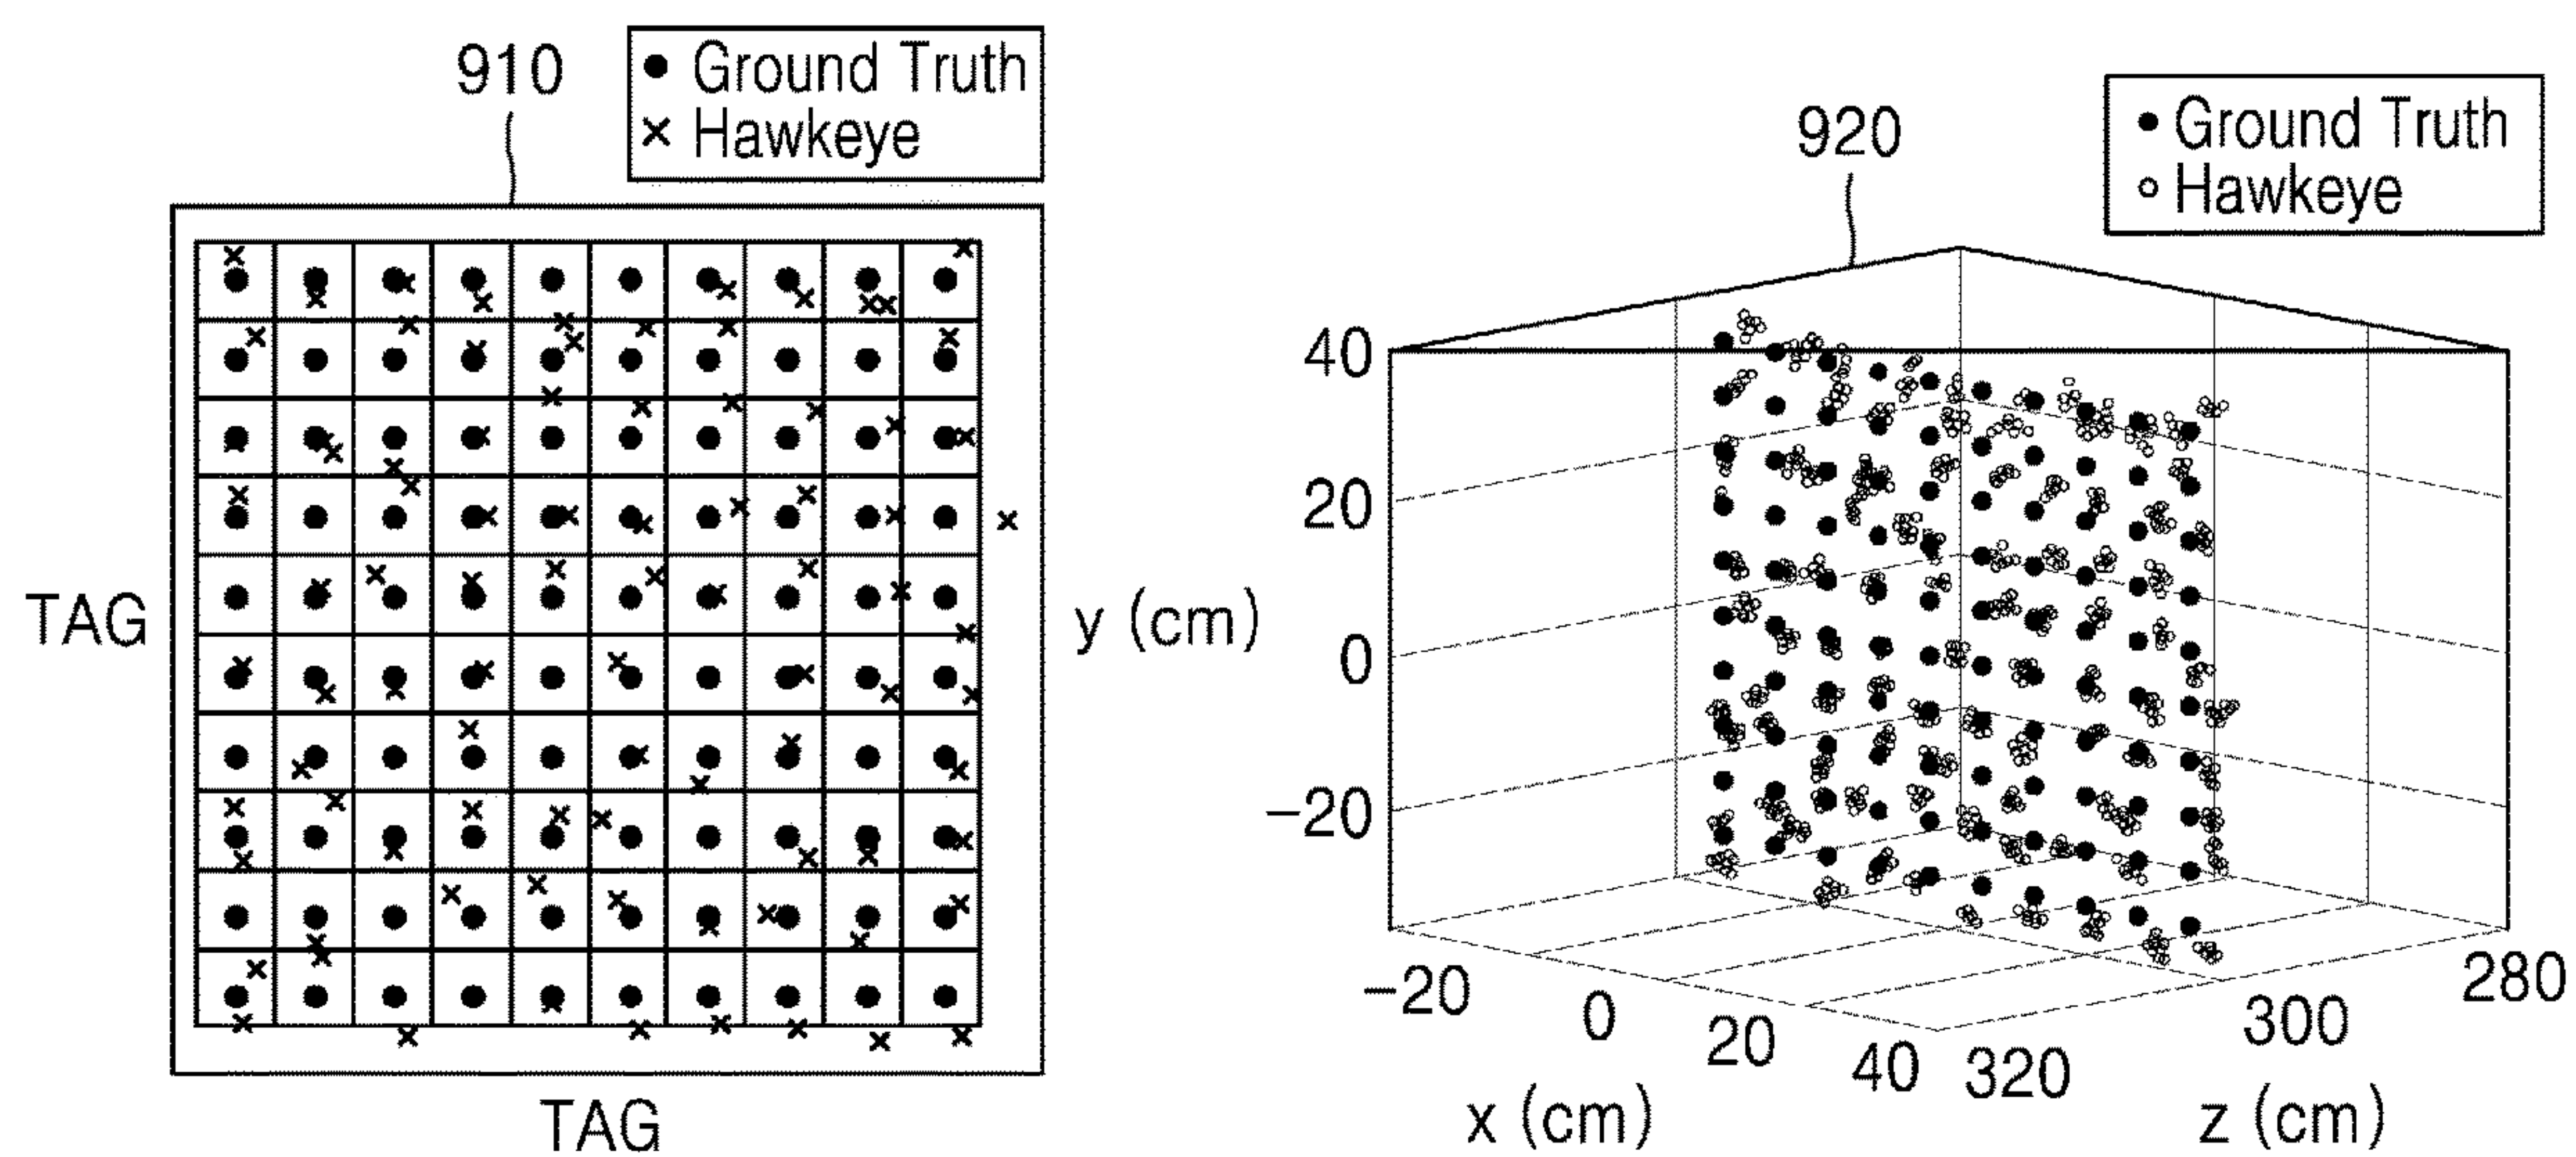 910
Ground Truth
Hawkeye
TAG
TAG
920
Ground Truth
Hawkeye
40
20
0
−20
y (cm)
−20
0
20
40
x (cm)
320
300
280
z (cm)